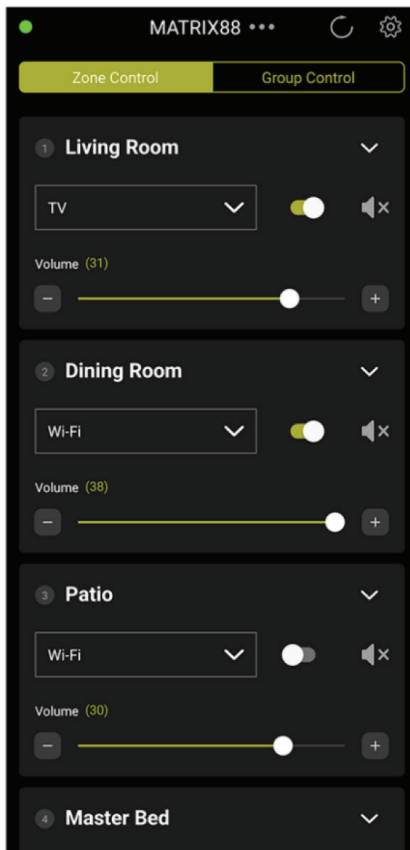 MATRIX88 •••
Zone Control Group Control
1 Living Room
TV
Volume (31)
2 Dining Room
Wi-Fi
Volume (38)
3 Patio
Wi-Fi
Volume (30)
4 Master Bed